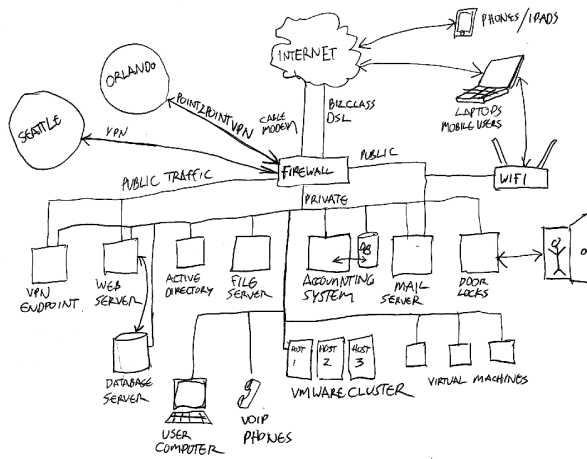 PHONES/IPADS
INTERNET
ORLANDO
SEATTLE
POINT2POINT VPN
VPN
CABLE
MODEM
BIZCLASS
DSL
LAPTOPS
MOBILE USERS
FIREWALL
PUBLIC
WIFI
PUBLIC TRAFFIC
PRIVATE
VPN
ENDPOINT
WEB
SERVER
ACTIVE
DIRECTORY
FILE
SERVER
ACCOUNTING
SYSTEM
DB
MAIL
SERVER
DOOR
LOCKS
DATABASE
SERVER
USER
COMPUTER
VOIP
PHONES
HOST
1
HOST
2
HOST
3
VMWARE CLUSTER
VIRTUAL MACHINES